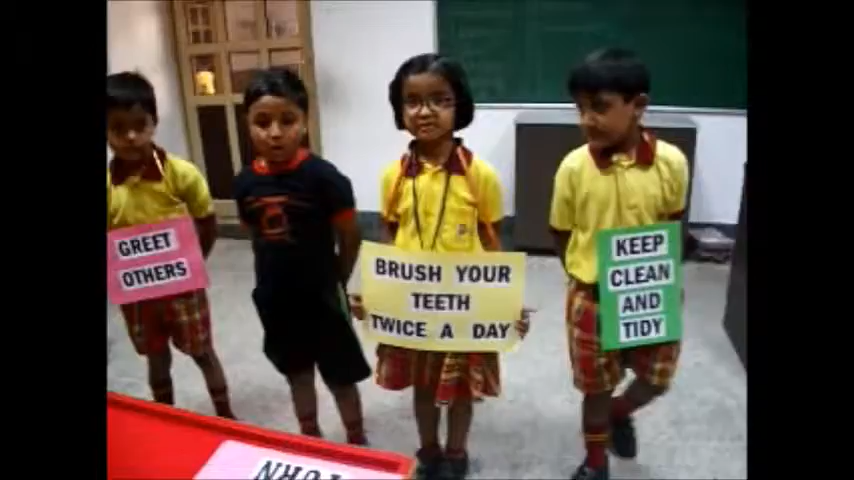 GREET
OTHERS
BRUSH YOUR
TEETH
TWICE A DAY
KEEP
CLEAN
AND
TIDY